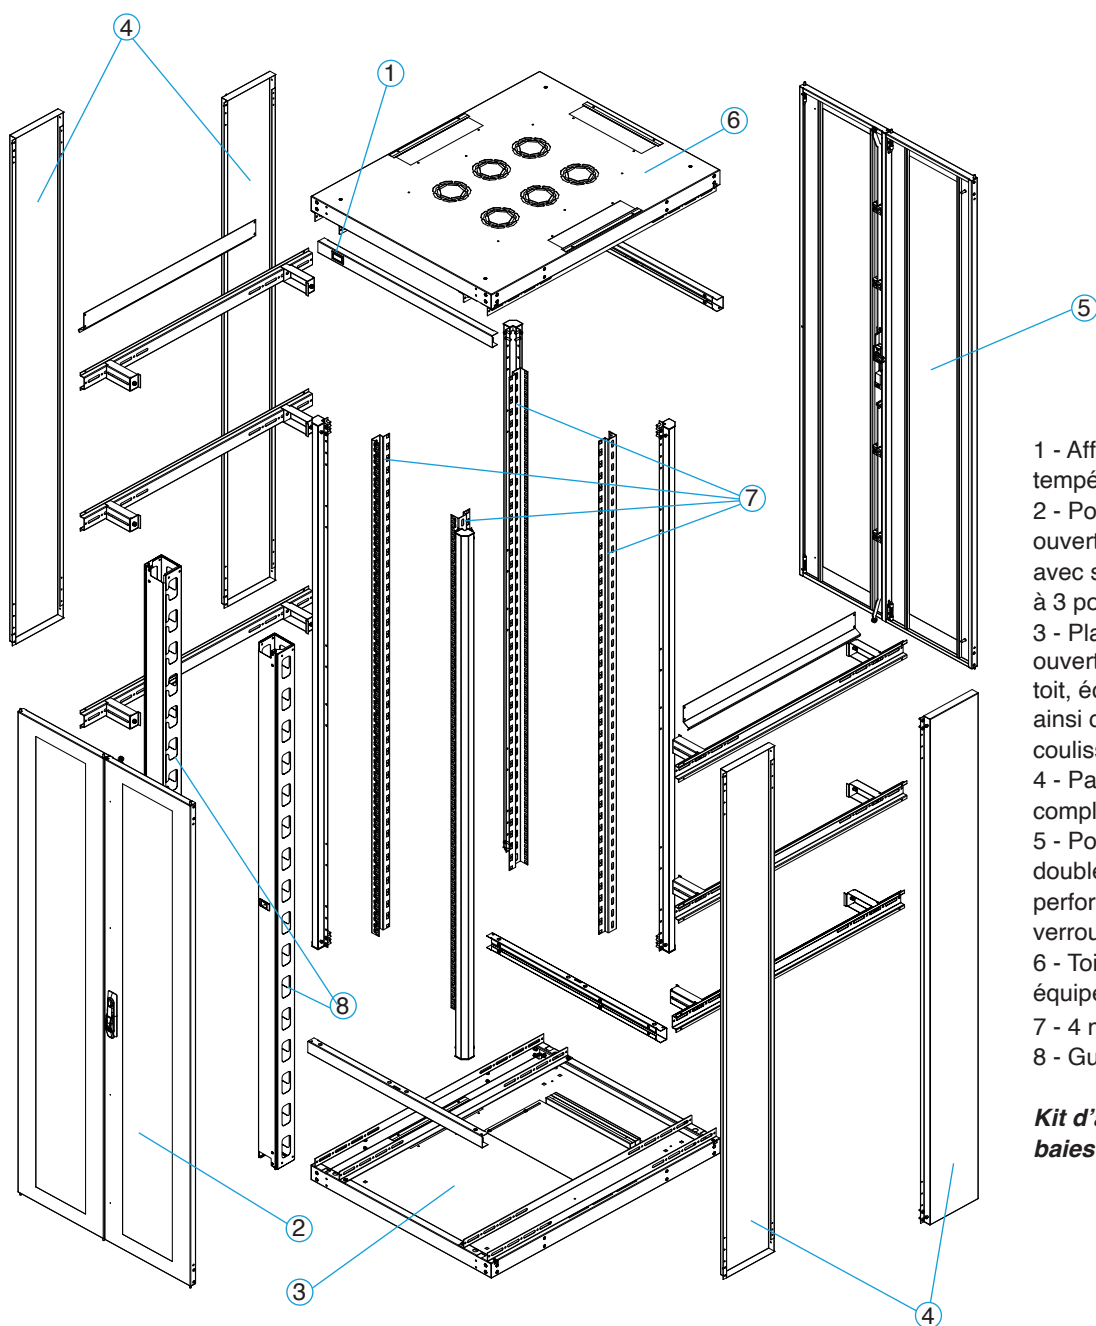 4
1
6
5
7
8
2
3
4
1 - Aff
tempé
2 - Po
ouvert
avec s
à 3 po
3 - Pla
ouvert
toit, éq
ainsi q
couliss
4 - Pa
compl
5 - Po
double
perfor
verrou
6 - Toi
équipé
7 - 4 m
8 - Gu
Kit d'a
baies